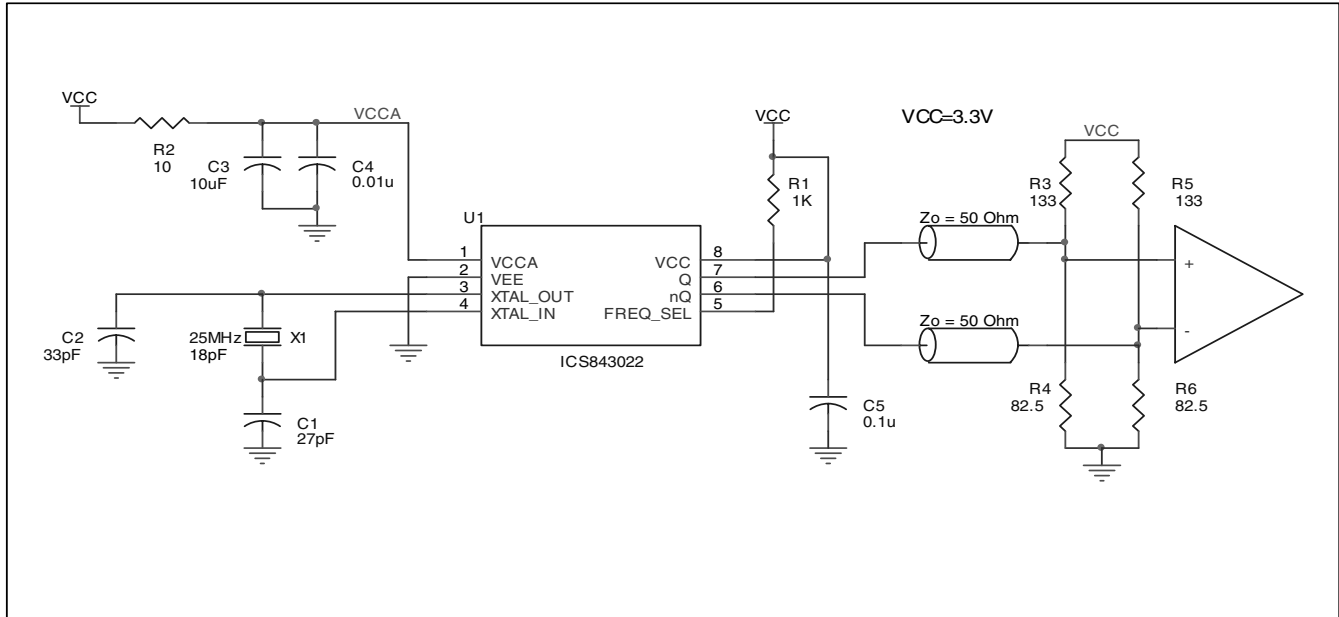 VCC
R2
10
VCCA
C3
10uF
C4
0.01u
VCC
R1
1K
VCC=3.3V
VCC
R3
133
R5
133
Zo = 50 Ohm
Zo = 50 Ohm
U1
1
2
3
4
VCCA
VEE
XTAL_OUT
XTAL_IN
VCC
Q
nQ
FREQ_SEL
8
7
6
5
ICS843022
C2
33pF
25MHz
18pF
X1
C1
27pF
C5
0.1u
R4
82.5
R6
82.5
+
-